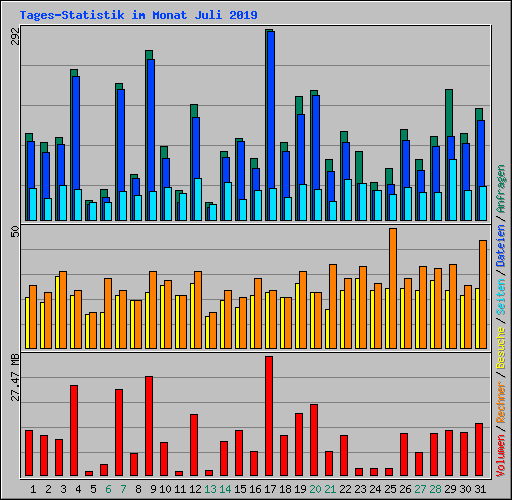 Tages-Statistik im Monat Juli 2019
292
50
27.47 MB
Volumen / Rechner / Besuche / Seiten / Dateien / Anfragen
1 2 3 4 5 6 7 8 9 10 11 12 13 14 15 16 17 18 19 20 21 22 23 24 25 26 27 28 29 30 31